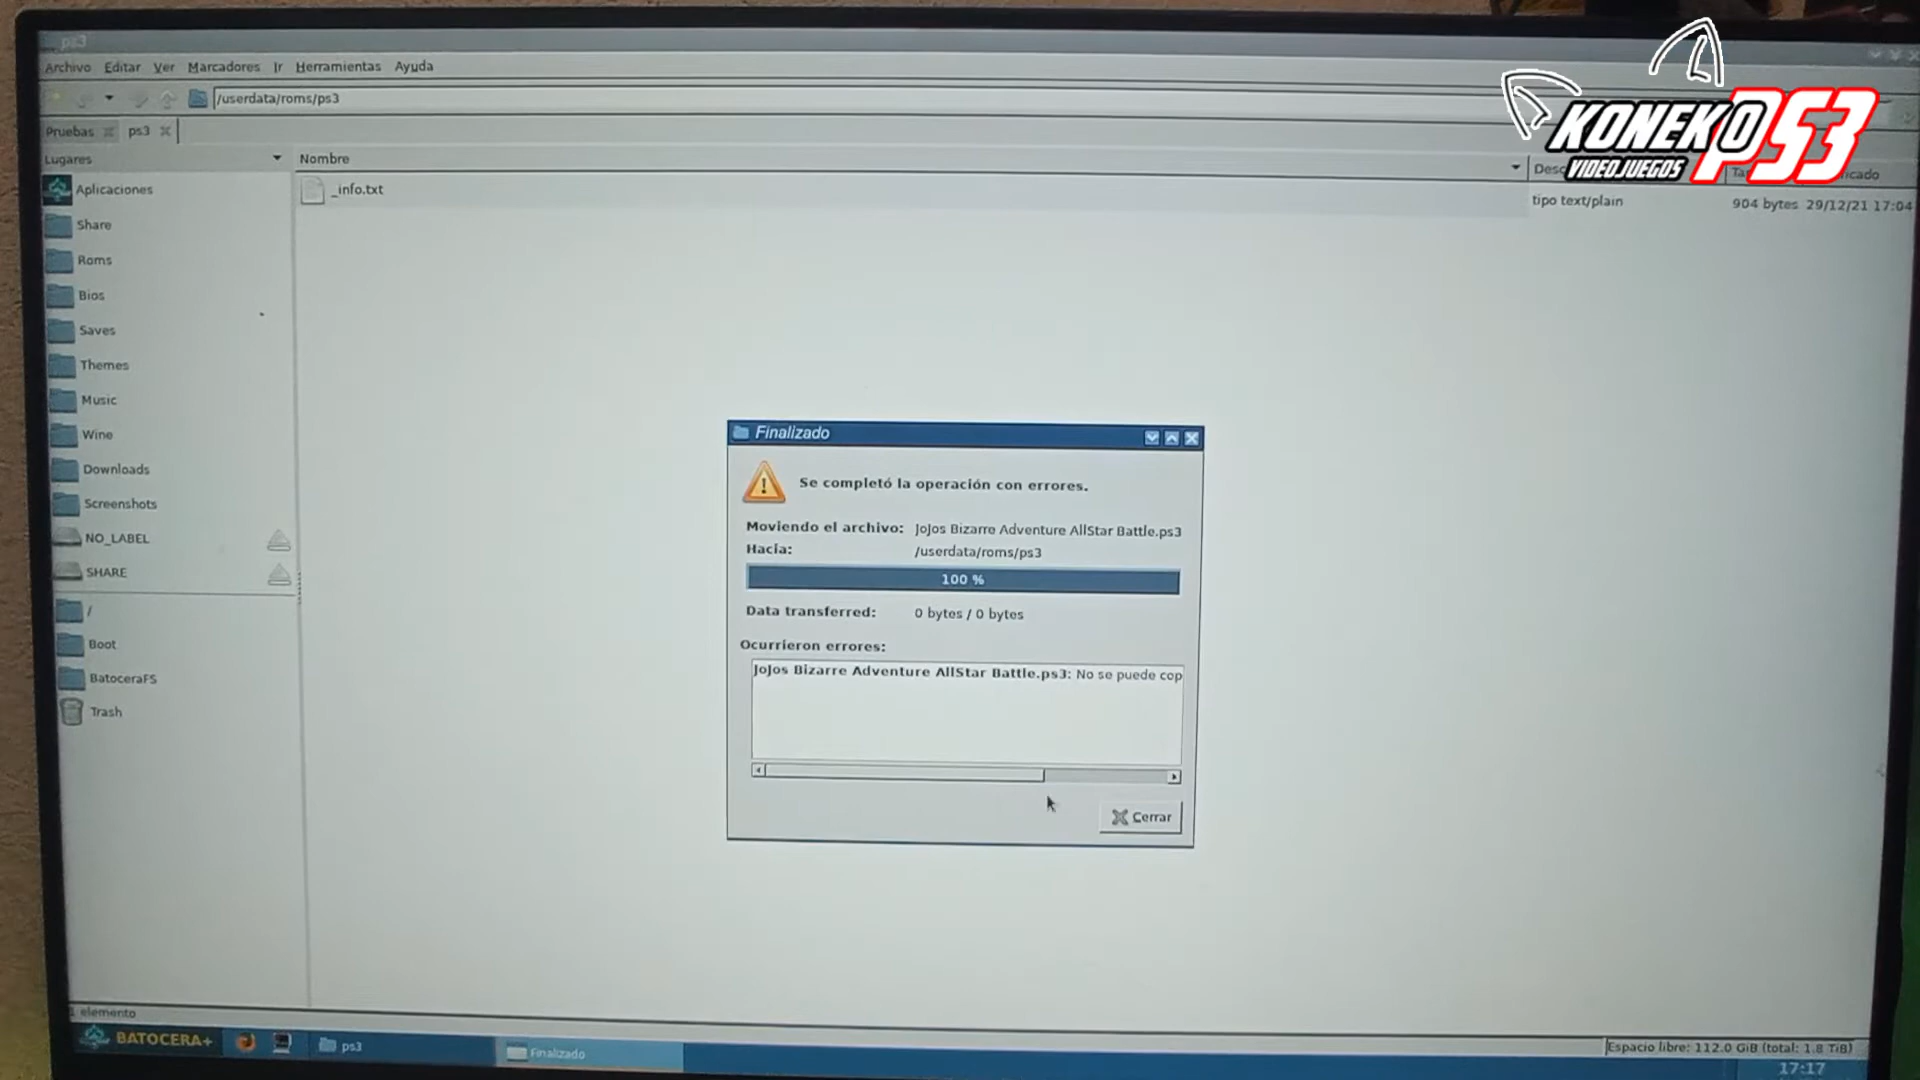 ps3
Archivo Editar Ver Marcadores Ir Herramientas Ayuda
/userdata/roms/ps3
Pruebas ps3
Lugares
Nombre
_info.txt
tipo text/plain
904 bytes 29/12/21 17:04
Aplicaciones
Share
Roms
Bios
Saves
Themes
Music
Wine
Downloads
Screenshots
NO_LABEL
SHARE
/
Boot
BatoceraFS
Trash
KONEKO PS3
VIDEOJUEGOS
Finalizado
Se completó la operación con errores.
Moviendo el archivo: JoJos Bizarre Adventure AllStar Battle.ps3
Hacia: /userdata/roms/ps3
100 %
Data transferred: 0 bytes / 0 bytes
Ocurrieron errores:
JoJos Bizarre Adventure AllStar Battle.ps3: No se puede cop
Cerrar
1 elemento
Espacio libre: 112.0 GiB (total: 1.8 TiB)
BATOCERA+
ps3
Finalizado
17:17